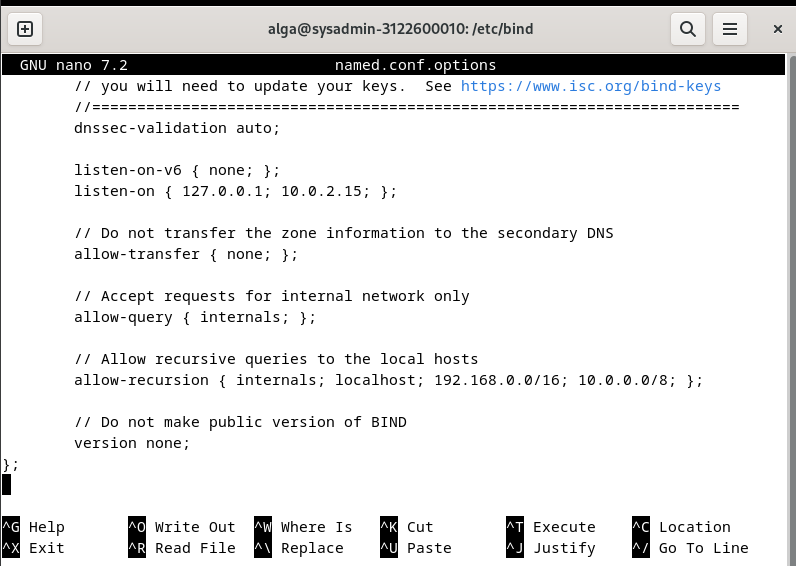 alga@sysadmin-3122600010: /etc/bind
GNU nano 7.2 named.conf.options
// you will need to update your keys.  See https://www.isc.org/bind-keys
//========================================================================
dnssec-validation auto;
listen-on-v6 { none; };
listen-on { 127.0.0.1; 10.0.2.15; };
// Do not transfer the zone information to the secondary DNS
allow-transfer { none; };
// Accept requests for internal network only
allow-query { internals; };
// Allow recursive queries to the local hosts
allow-recursion { internals; localhost; 192.168.0.0/16; 10.0.0.0/8; };
// Do not make public version of BIND
version none;
};
^G Help ^O Write Out ^W Where Is ^K Cut ^T Execute ^C Location
^X Exit ^R Read File ^\ Replace ^U Paste ^J Justify ^/ Go To Line